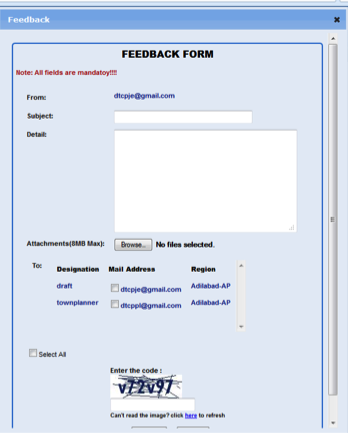 Feedback
FEEDBACK FORM
Note: All fields are mandatoy!!!!
From: dtcpje@gmail.com
Subject:
Detail:
Attachments(8MB Max): Browse.. No files selected.
To: Designation Mail Address Region
draft dtcpje@gmail.com Adilabad-AP
townplanner dtcppl@gmail.com Adilabad-AP
Select All
Enter the code :
v72v97
Can't read the image? click here to refresh